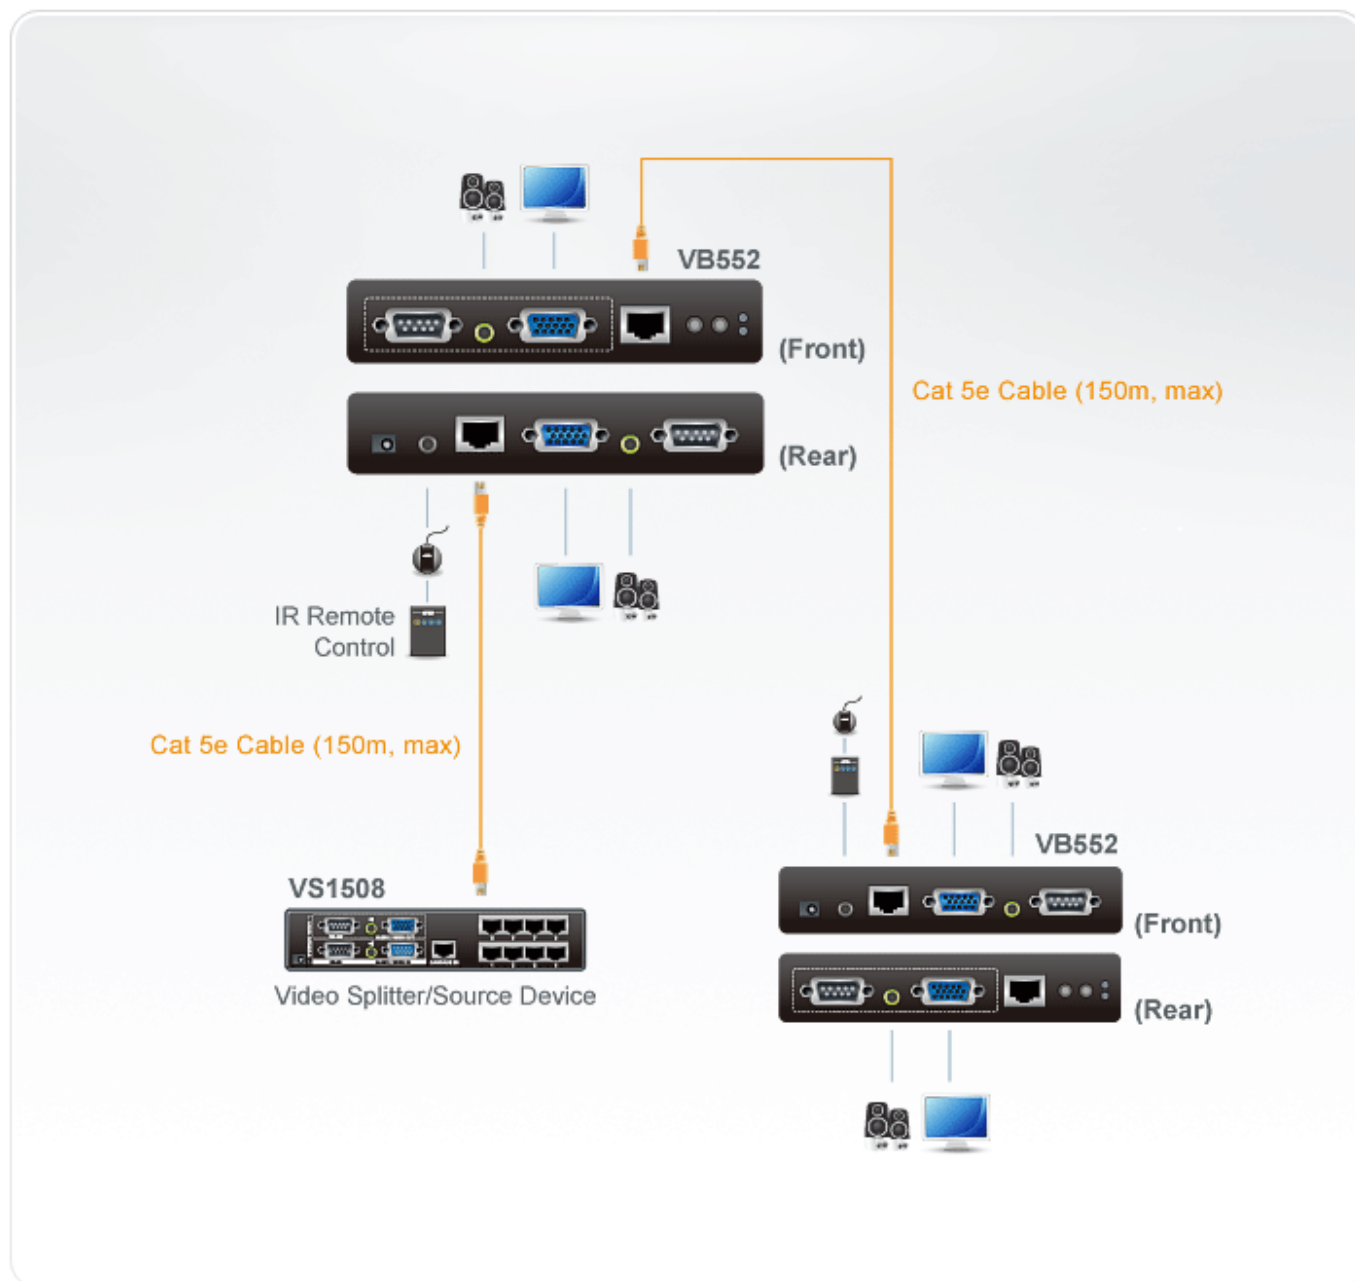 VB552
(Front)
Cat 5e Cable (150m, max)
(Rear)
IR Remote
Control
Cat 5e Cable (150m, max)
VB552
VS1508
(Front)
Video Splitter/Source Device
(Rear)